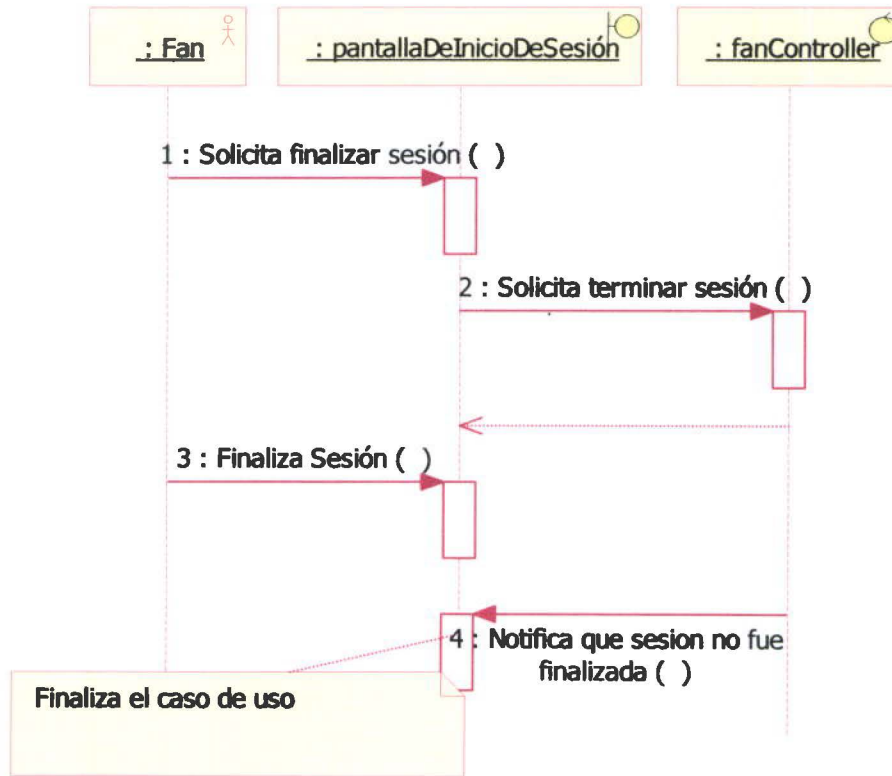 : Fan
: pantallaDeInicioDeSesión
: fanController
1 : Solicita finalizar sesión ( )
2 : Solicita terminar sesión ( )
3 : Finaliza Sesión ( )
4 : Notifica que sesion no fue
finalizada ( )
Finaliza el caso de uso